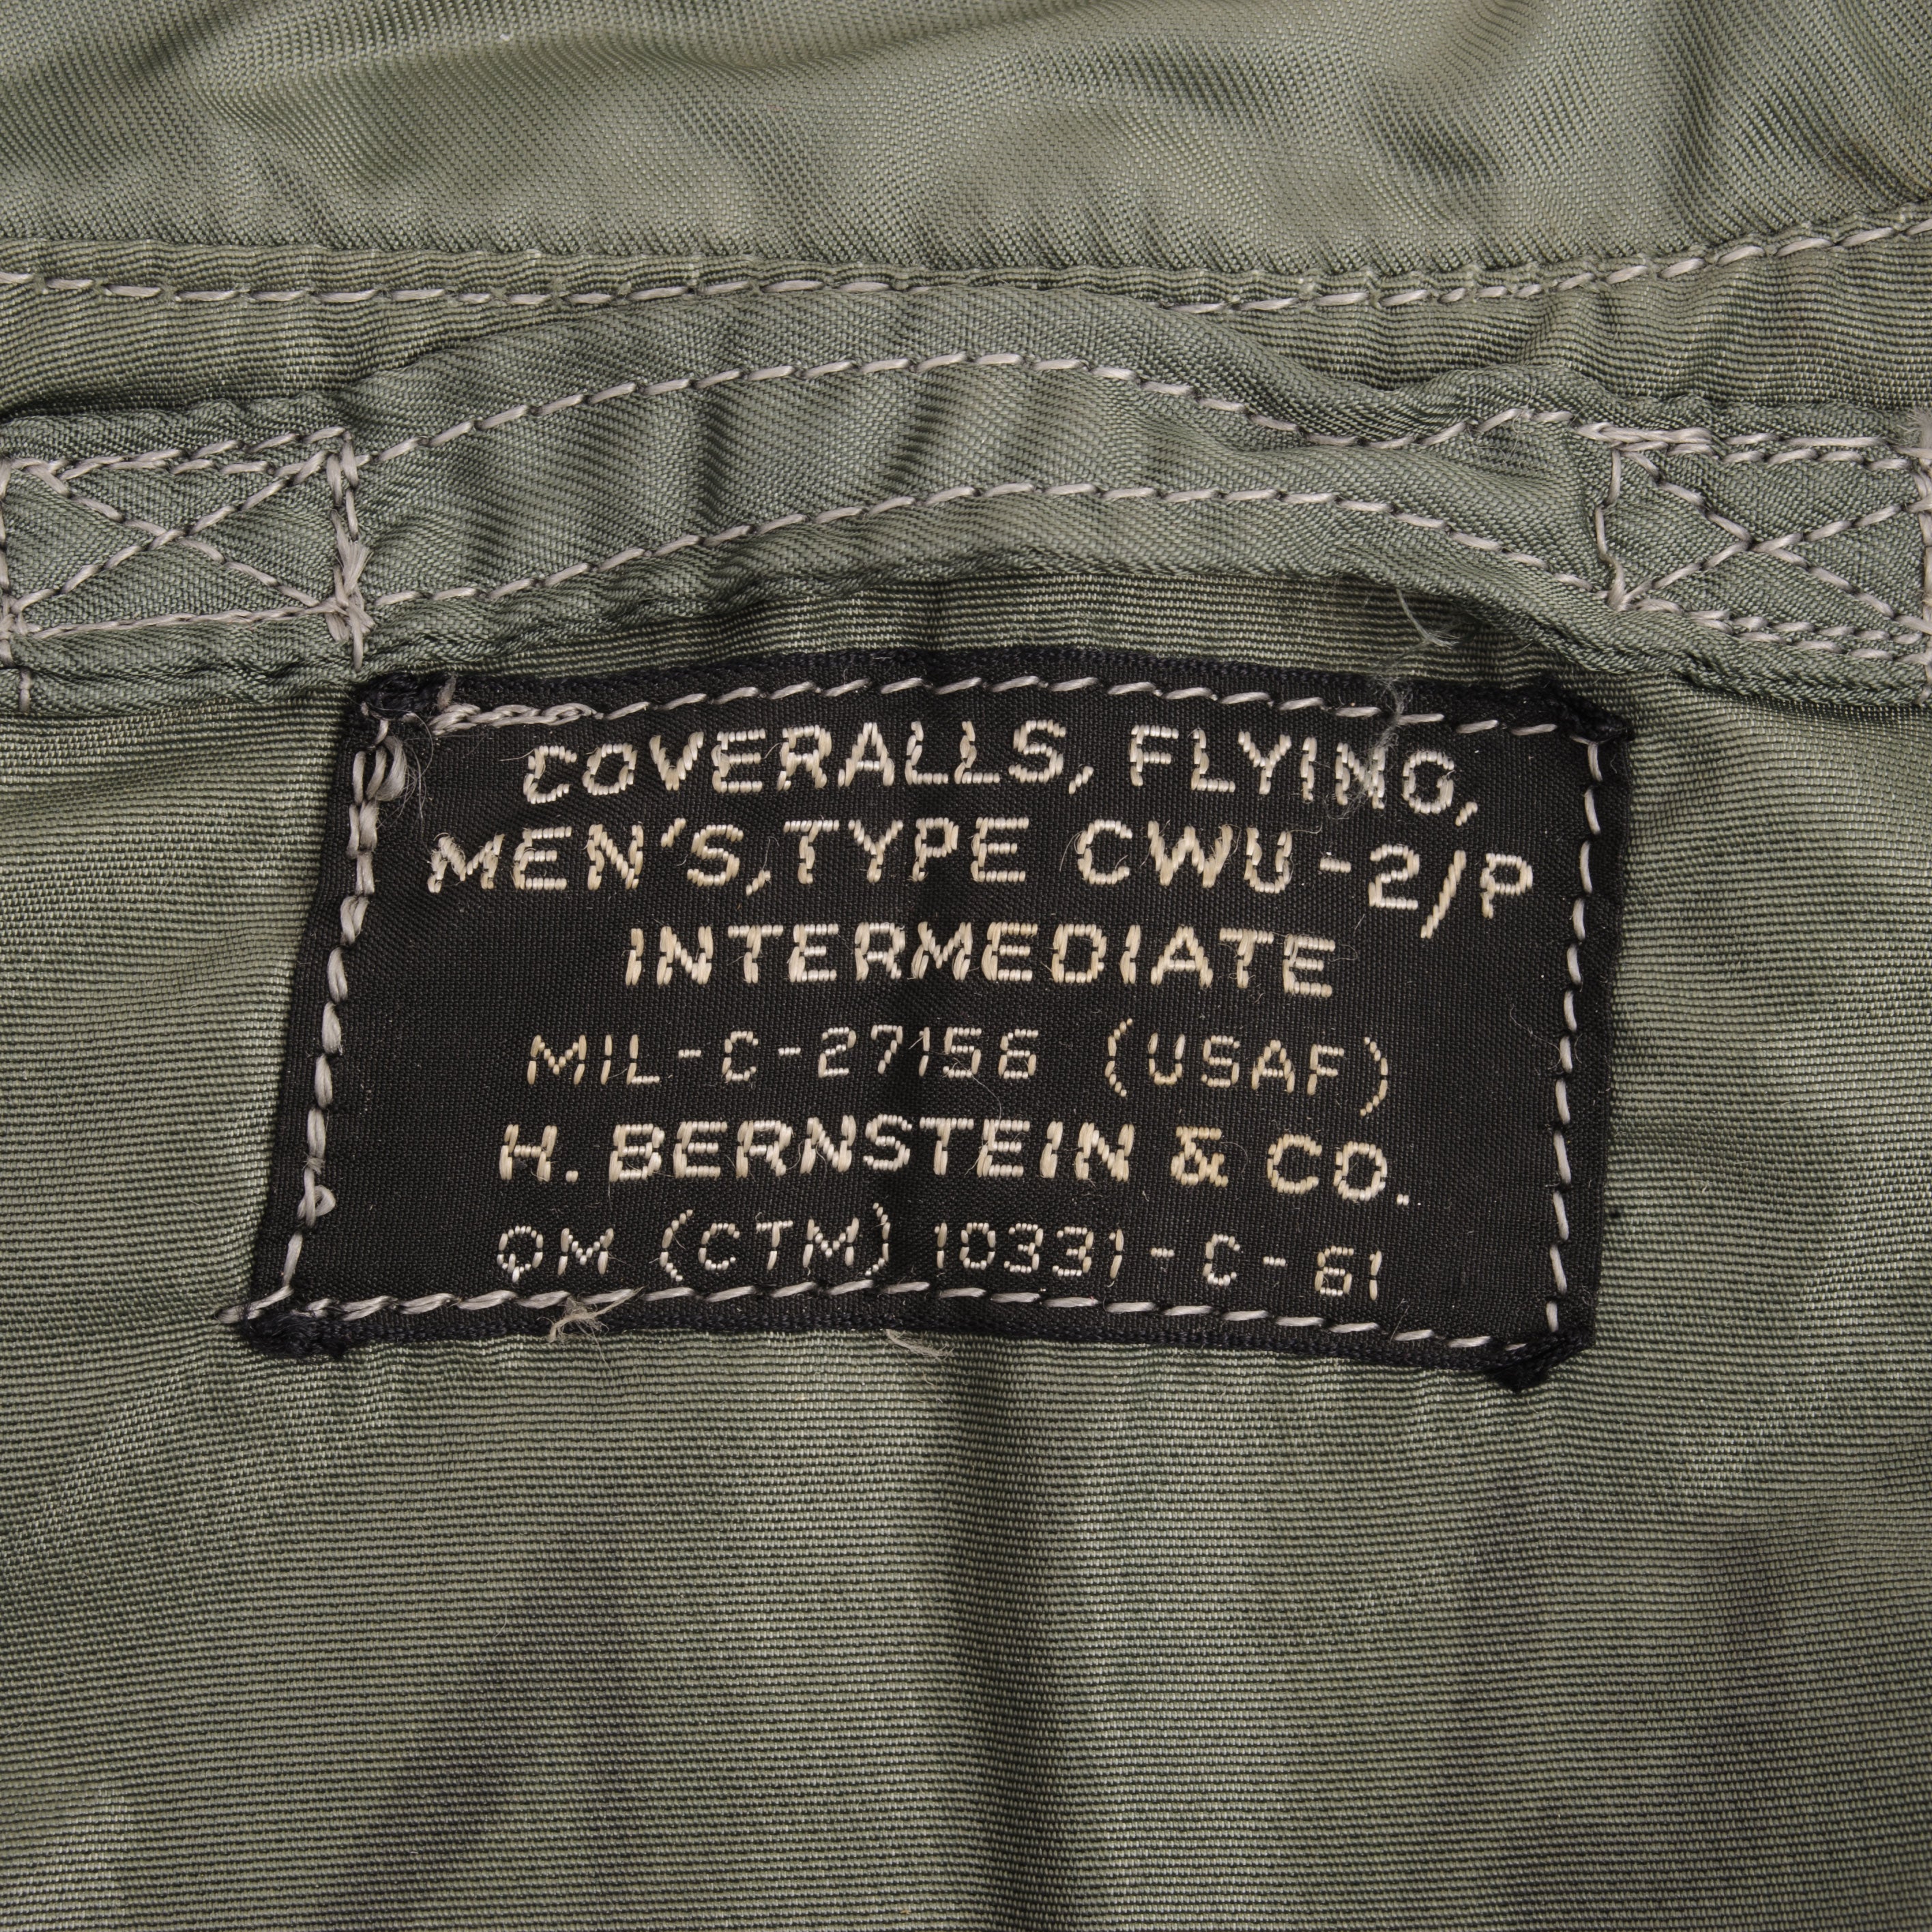 COVERALLS, FLYING,
MEN'S, TYPE CWU-2/P
INTERMEDIATE
MIL-C-27156 (USAF)
H. BERNSTEIN & CO.
QM (CTM) 10331-C-61